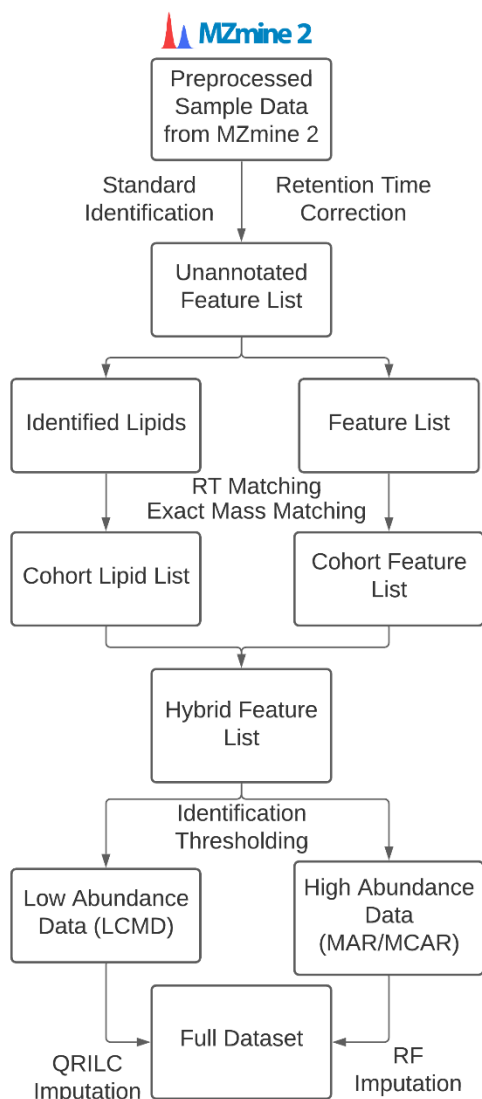 MZmine 2
Preprocessed
Sample Data
from MZmine 2
Standard
Identification
Retention Time
Correction
Unannotated
Feature List
Identified Lipids
Feature List
RT Matching
Exact Mass Matching
Cohort Lipid List
Cohort Feature
List
Hybrid Feature
List
Identification
Thresholding
Low Abundance
Data (LCMD)
High Abundance
Data
(MAR/MCAR)
Full Dataset
QRILC
Imputation
RF
Imputation